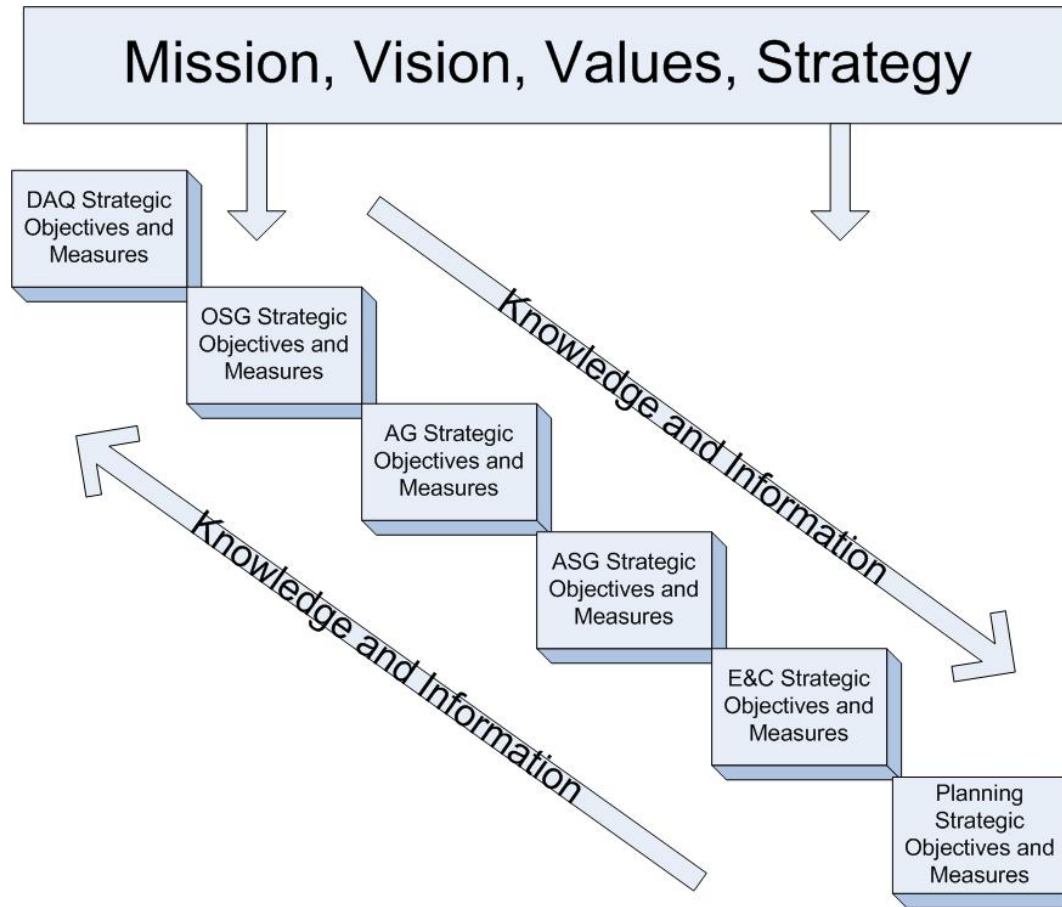 Mission, Vision, Values, Strategy
DAQ Strategic
Objectives and
Measures
OSG Strategic
Objectives and
Measures
Knowledge and Information
AG Strategic
Objectives and
Measures
Knowledge and Information
ASG Strategic
Objectives and
Measures
E&C Strategic
Objectives and
Measures
Planning
Strategic
Objectives and
Measures